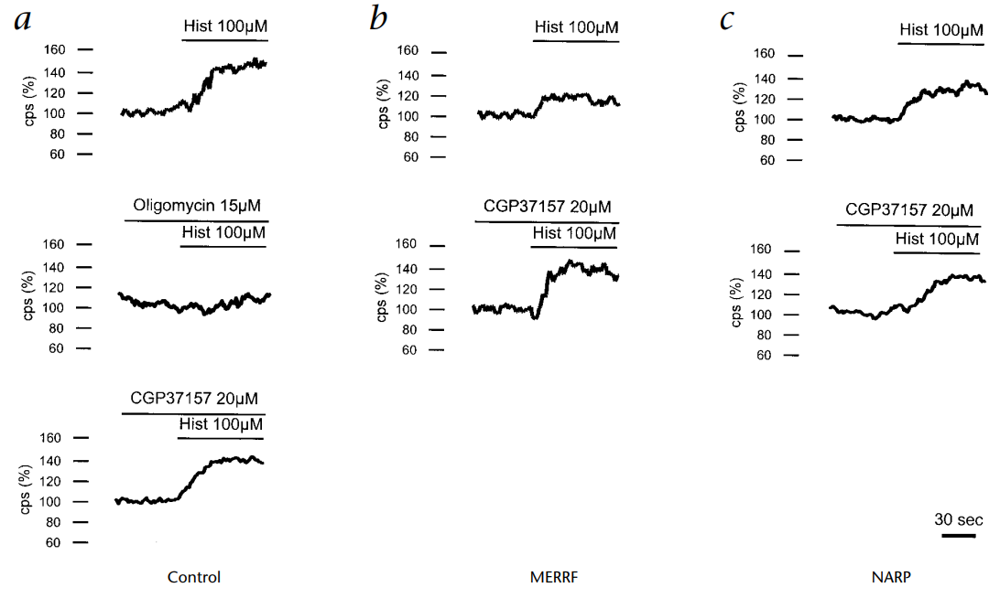 a
Hist 100µM
160
140
120
100
80
60
cps (%)
Oligomycin 15µM
Hist 100µM
160
140
120
100
80
60
cps (%)
CGP37157 20µM
Hist 100µM
160
140
120
100
80
60
cps (%)
Control
b
Hist 100µM
160
140
120
100
80
60
cps (%)
CGP37157 20µM
Hist 100µM
160
140
120
100
80
60
cps (%)
MERRF
c
Hist 100µM
160
140
120
100
80
60
cps (%)
CGP37157 20µM
Hist 100µM
160
140
120
100
80
60
cps (%)
30 sec
NARP